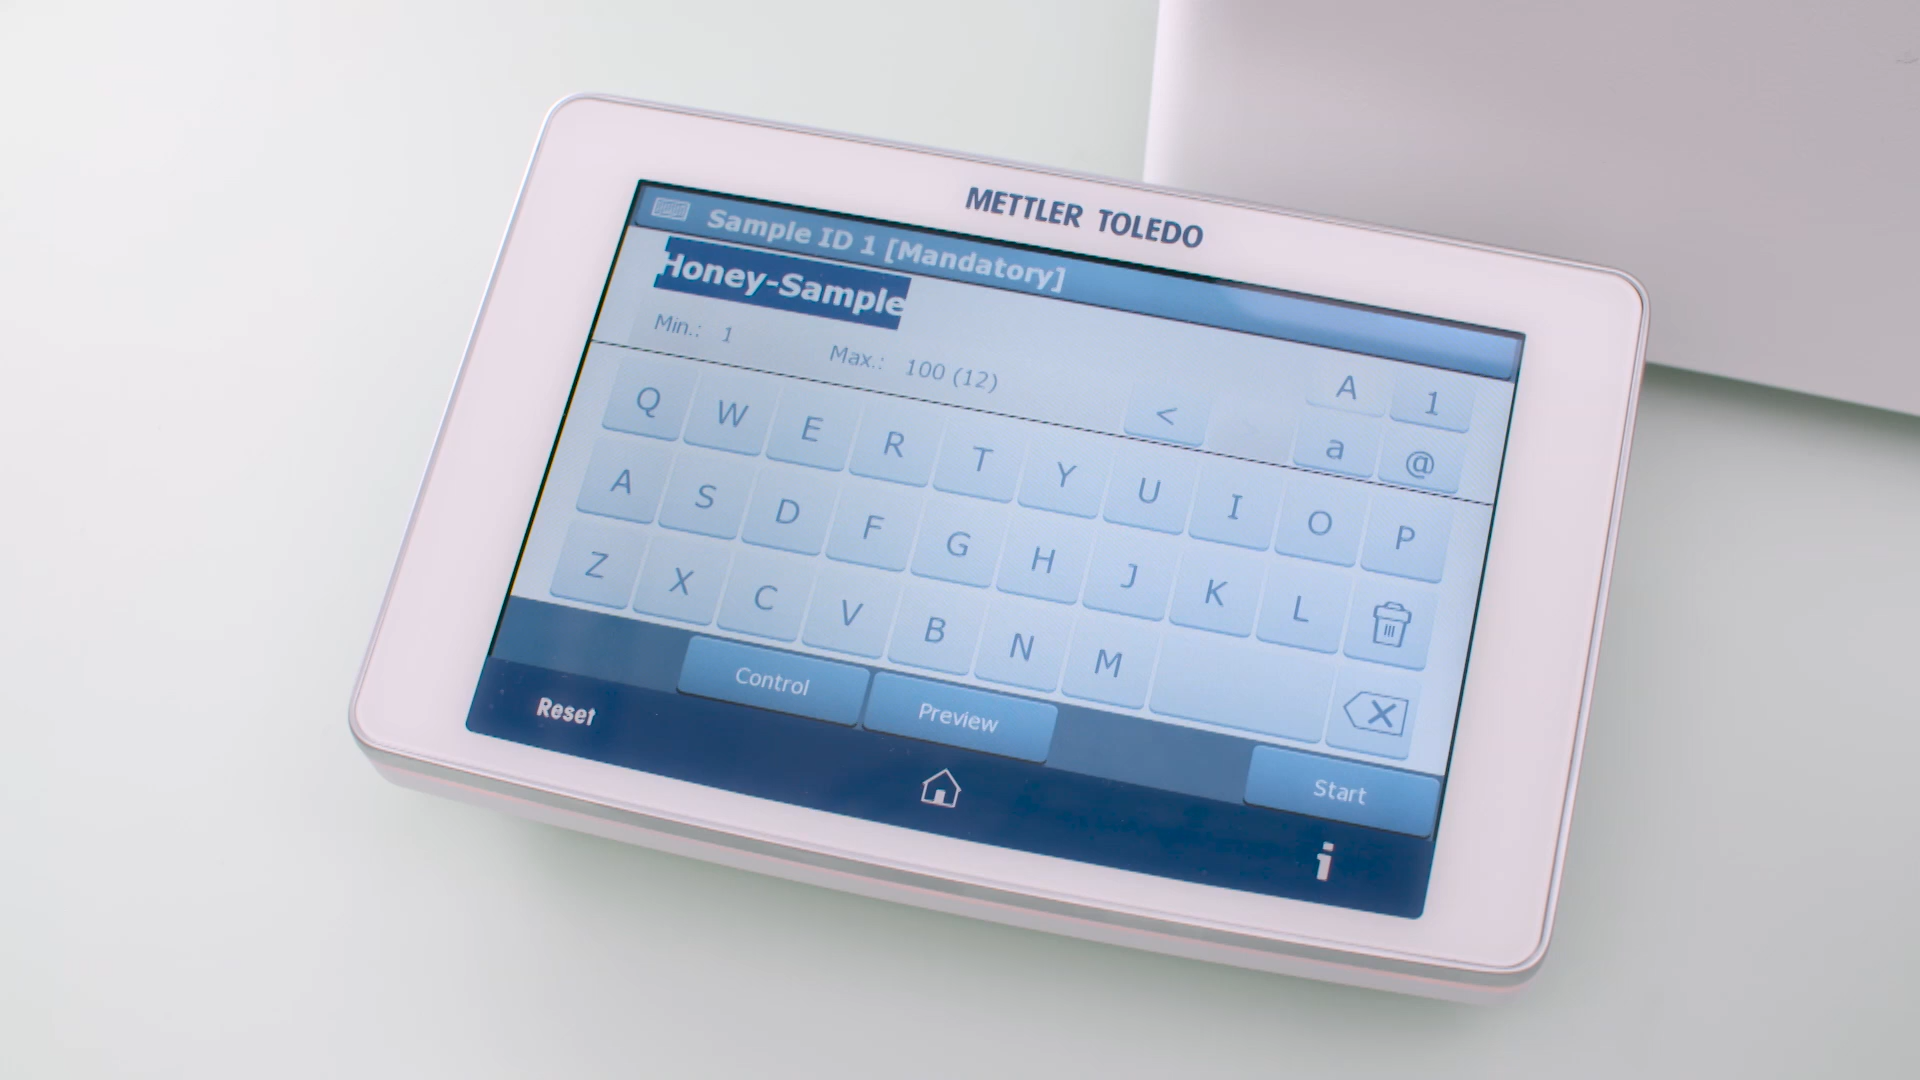 METTLER TOLEDO
Sample ID 1 [Mandatory]
Honey-Sample
Min.: 1 Max.: 100 (12)
< A 1
a @
Q W E R T Y U I O P
A S D F G H J K L
Z X C V B N M
Control Preview Start
Reset
i